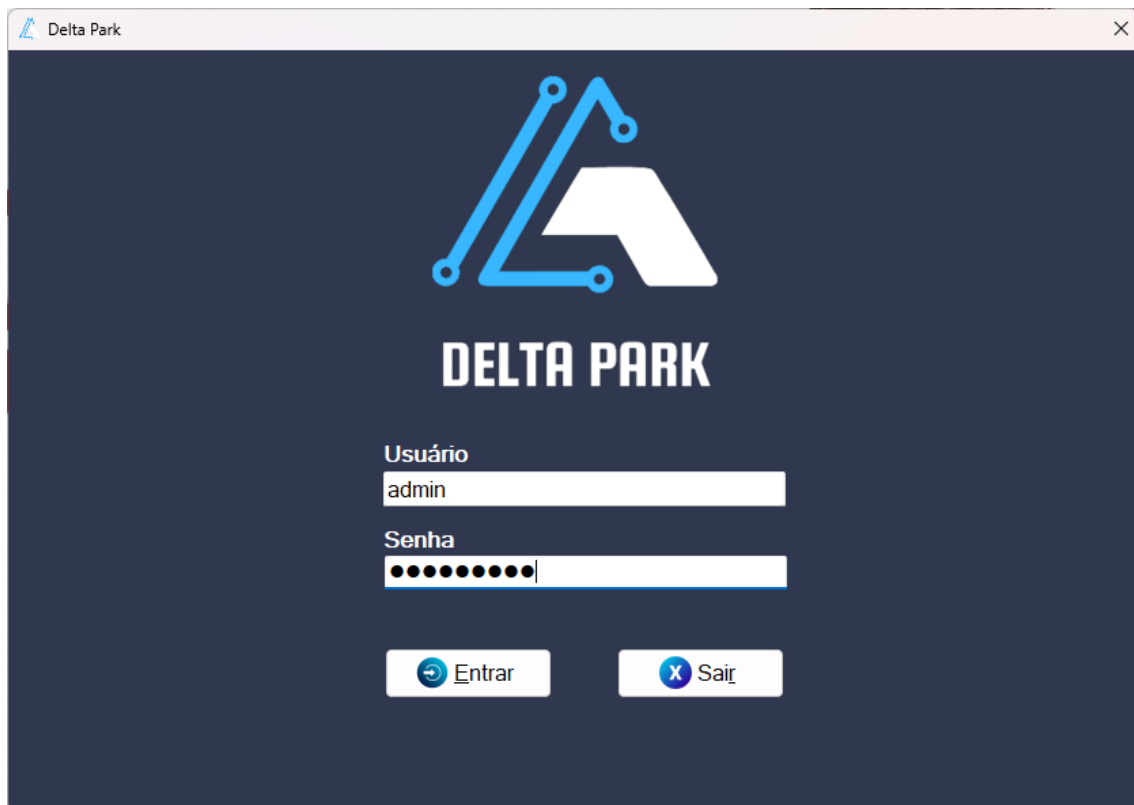 Delta Park
DELTA PARK
Usuário
admin
Senha
●●●●●●●●●
Entrar
X Sair